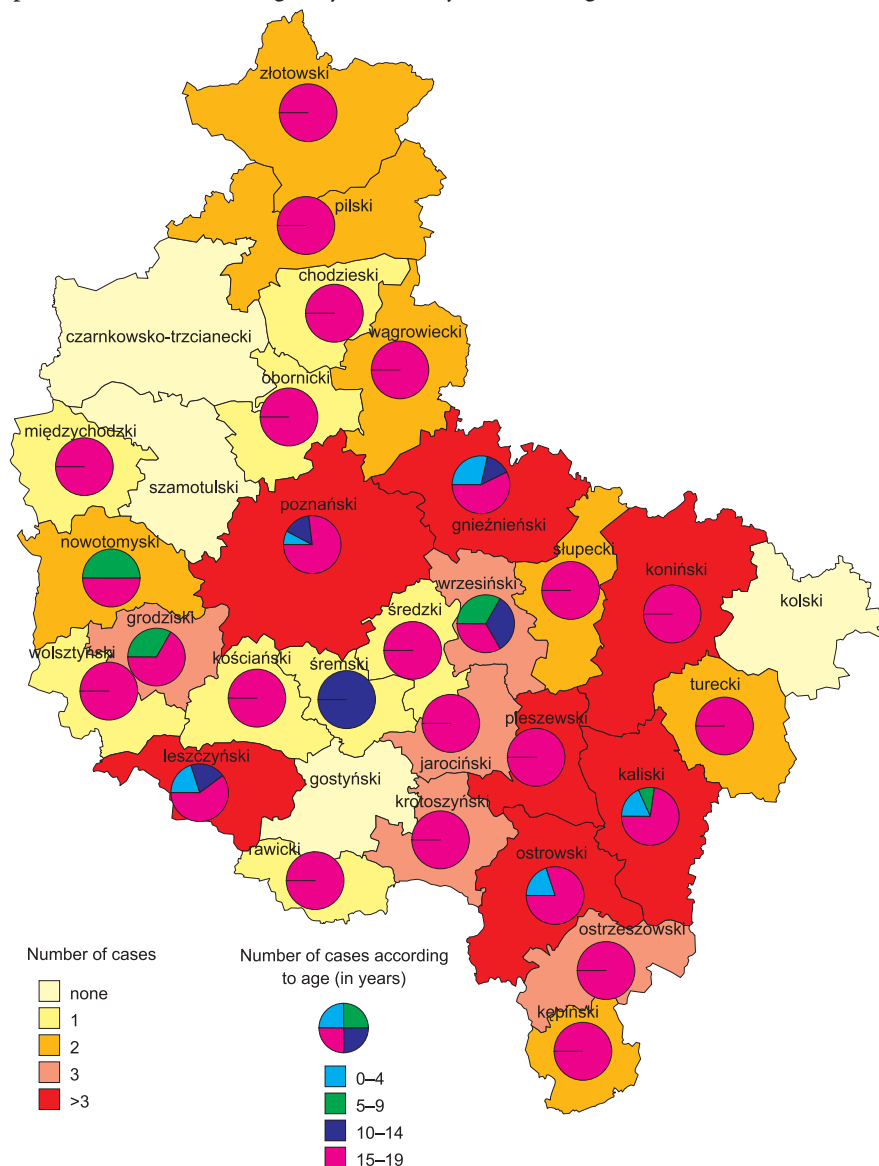 złotowski
pilski
chodzieski
czarnkowsko-trzcianecki
wągrowiecki
obornicki
międzychodzki
szamotulski
poznański
gnieźnieński
nowotomyski
słupecki
wrzesiński
koniński
kolski
średzki
grodziski
wolsztyński
kościański
śremski
turecki
pleszewski
leszczyński
jarociński
gostyński
kaliski
krotoszyński
rawicki
ostrowski
ostrzeszowski
kępiński
Number of cases
none
1
2
3
>3
Number of cases according
to age (in years)
0–4
5–9
10–14
15–19